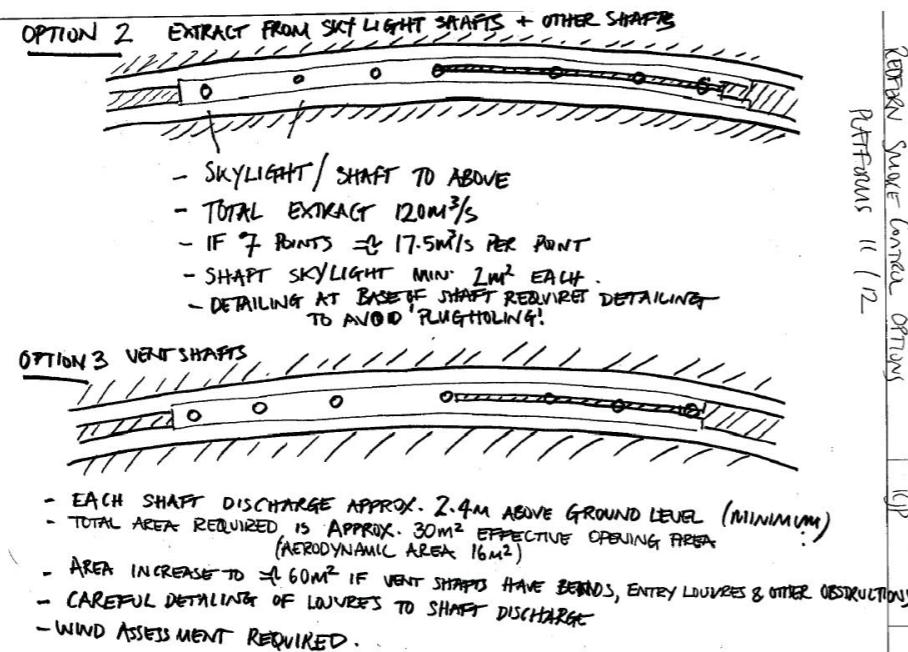 OPTION 2 EXTRACT FROM SKYLIGHT SHAFTS + OTHER SHAFTS
- SKYLIGHT / SHAFT TO ABOVE
- TOTAL EXTRACT 120m³/s
- IF 7 POINTS ≏ 17.5m³/s PER POINT
- SHAFT SKYLIGHT MIN. 2m² EACH.
- DETAILING AT BASE OF SHAFT REQUIRES DETAILING
TO AVOID 'PLUGHOLING!
OPTION 3 VENT SHAFTS
- EACH SHAFT DISCHARGE APPROX. 2.4M ABOVE GROUND LEVEL (MINIMUM)
- TOTAL AREA REQUIRED IS APPROX. 30m² EFFECTIVE OPENING AREA
(AERODYNAMIC AREA 16m²)
- AREA INCREASE TO ≏ 60m² IF VENT SHAFTS HAVE BENDS, ENTRY LOUVRES & OTHER OBSTRUCTIONS
- CAREFUL DETAILING OF LOUVRES TO SHAFT DISCHARGE
- WIND ASSESSMENT REQUIRED.
REDFERN SMOKE CONTROL OPTIONS
PLATFORMS 11/12